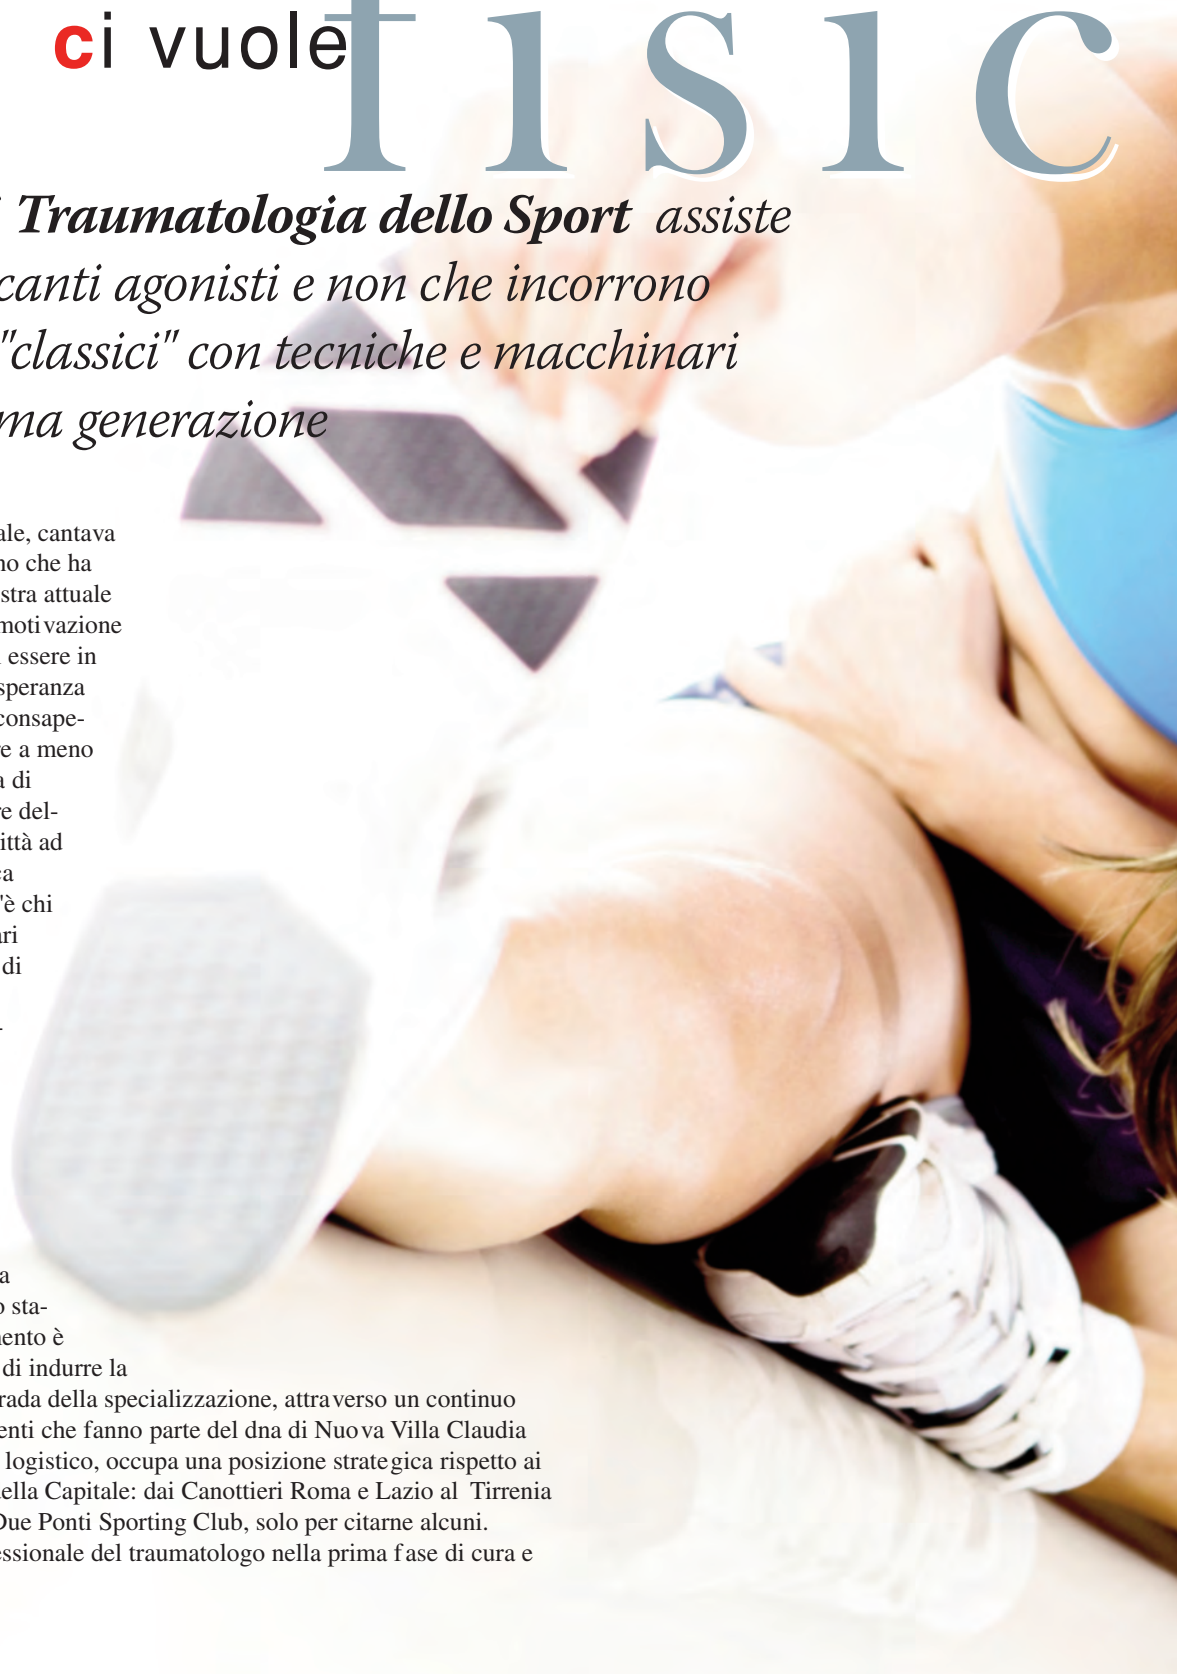 ci vuole fisic
Traumatologia dello Sport assiste
canti agonisti e non che incorrono
"classici" con tecniche e macchinari
ma generazione
ale, cantava
no che ha
stra attuale
motivazione
essere in
speranza
consape-
re a meno
a di
re del-
ittà ad
ca
'è chi
ari
di
-
a
o sta-
ento è
di indurre la
rada della specializzazione, attraverso un continuo
enti che fanno parte del dna di Nuova Villa Claudia
logistico, occupa una posizione strategica rispetto ai
ella Capitale: dai Canottieri Roma e Lazio al Tirrenia
Due Ponti Sporting Club, solo per citarne alcuni.
essionale del traumatologo nella prima fase di cura e